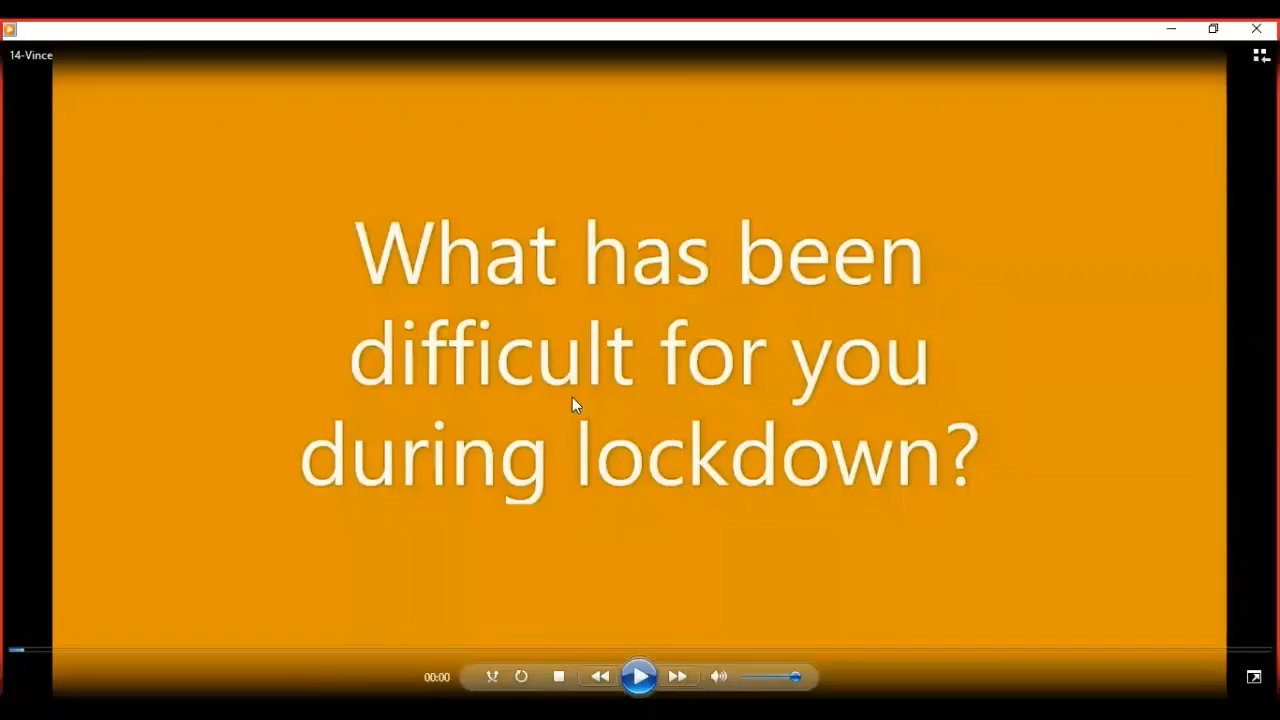 14-Vince
What has been
difficult for you
during lockdown?
00:00